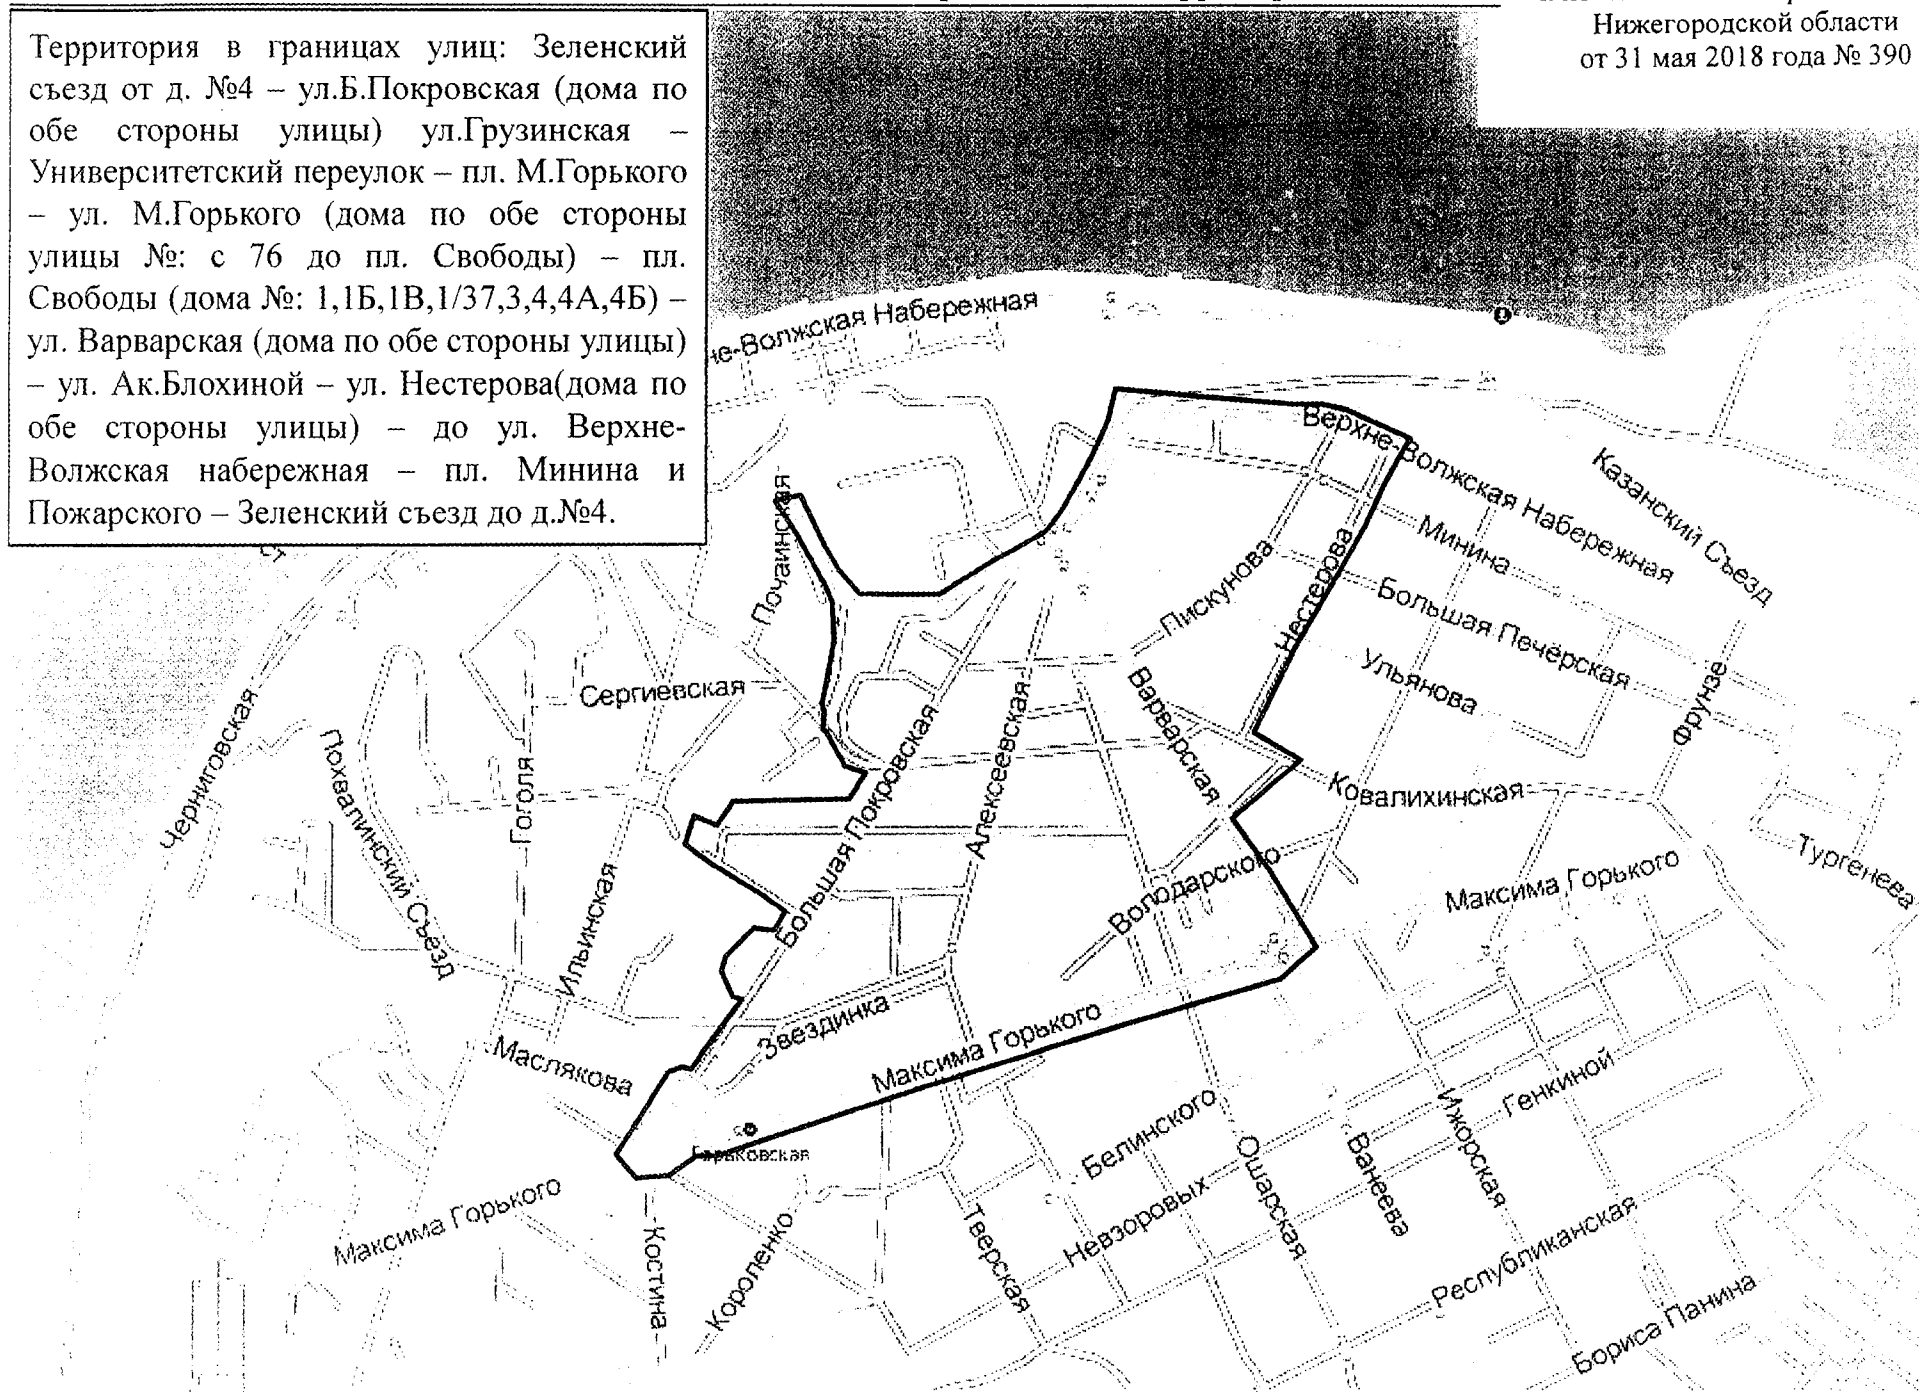 Нижегородской области
от 31 мая 2018 года № 390
Территория в границах улиц: Зеленский
съезд от д. №4 – ул.Б.Покровская (дома по
обе стороны улицы) ул.Грузинская –
Университетский переулок – пл. М.Горького
– ул. М.Горького (дома по обе стороны
улицы №: с 76 до пл. Свободы) – пл.
Свободы (дома №: 1,1Б,1В,1/37,3,4,4А,4Б) –
ул. Варварская (дома по обе стороны улицы)
– ул. Ак.Блохиной – ул. Нестерова(дома по
обе стороны улицы) – до ул. Верхне-
Волжская набережная – пл. Минина и
Пожарского – Зеленский съезд до д.№4.
не-Волжская Набережная
Верхне-Волжская Набережная
Казанский Съезд
Почаинская
Минина
Пискунова
Нестерова
Большая Печёрская
Ульянова
Фрунзе
Сергиевская
Варварская
Черниговская
Похвалинский Съезд
Гоголя
Большая Покровская
Алексеевская
Ковалихинская
Тургенева
Ильинская
Володарского
Максима Горького
Звездинка
Максима Горького
Маслякова
Генкиной
Ижорская
Белинского
Горьковская
Ошарская
Ванеева
Максима Горького
Костина
Короленко
Тверская
Невзоровых
Республиканская
Бориса Панина